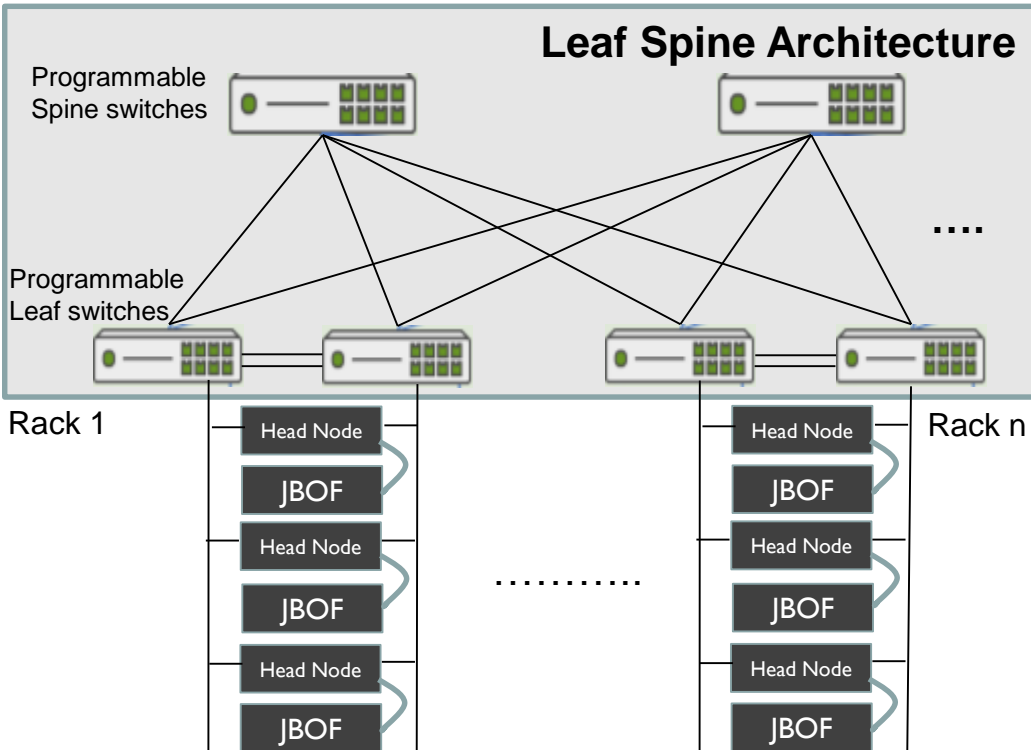 Leaf Spine Architecture
Programmable
Spine switches
....
Programmable
Leaf switches
Rack 1
Rack n
Head Node
Head Node
JBOF
JBOF
Head Node
Head Node
...........
JBOF
JBOF
Head Node
Head Node
JBOF
JBOF